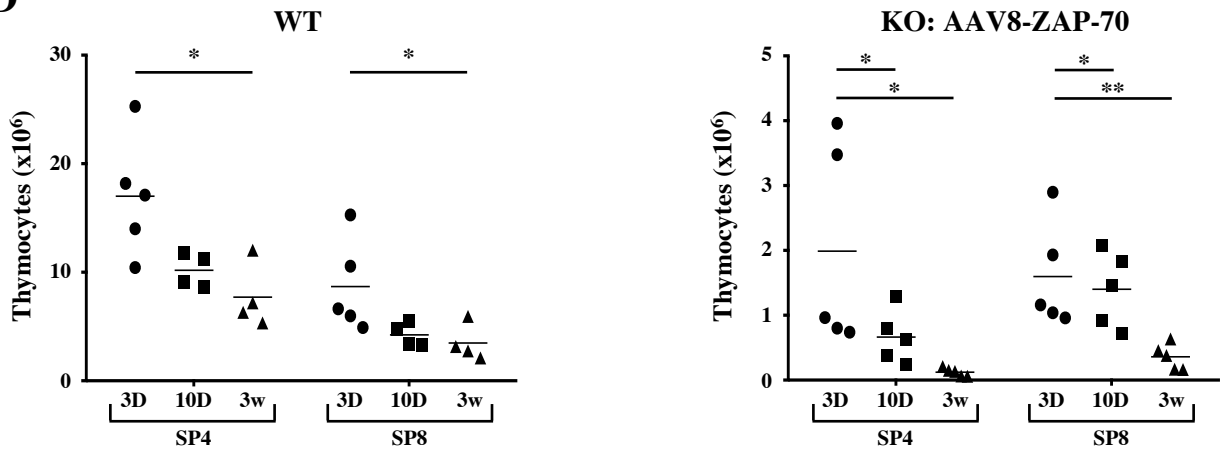 WT
Thymocytes (x10⁶)
30
20
10
0
*
*
3D 10D 3w 3D 10D 3w
SP4 SP8
KO: AAV8-ZAP-70
Thymocytes (x10⁶)
5
4
3
2
1
0
* *
* **
3D 10D 3w 3D 10D 3w
SP4 SP8